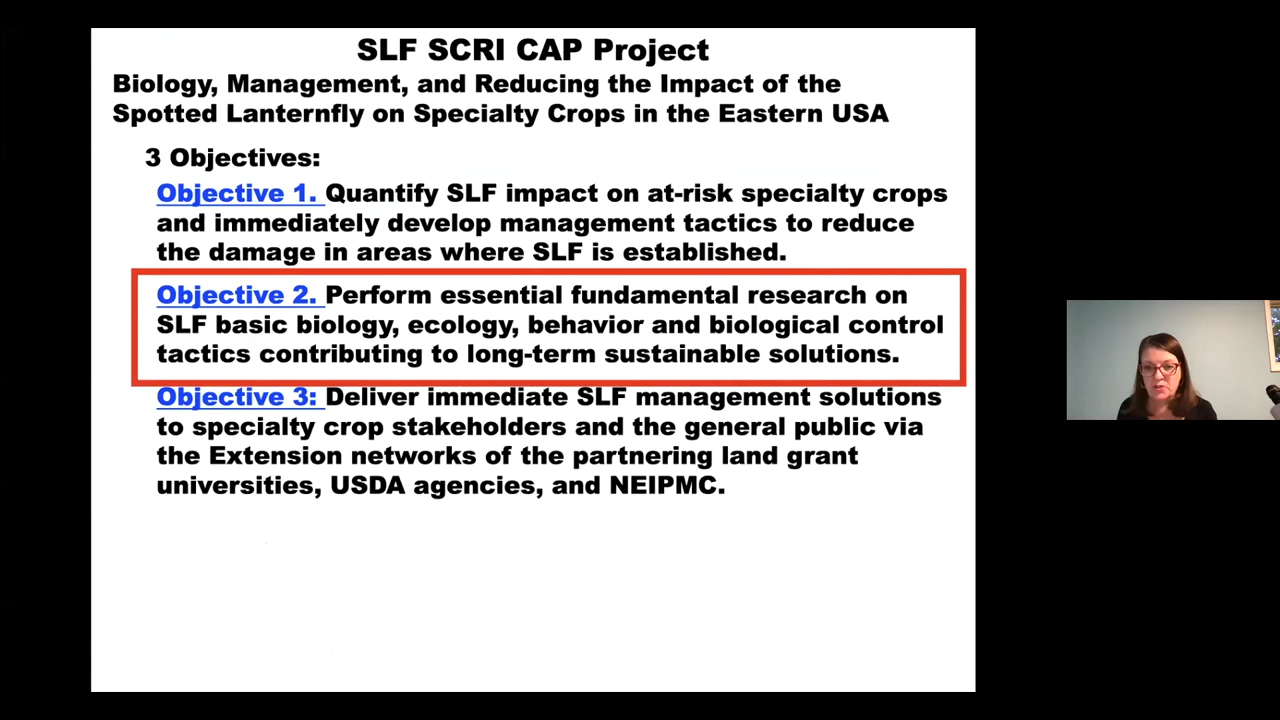 SLF SCRI CAP Project
Biology, Management, and Reducing the Impact of the
Spotted Lanternfly on Specialty Crops in the Eastern USA
3 Objectives:
Objective 1. Quantify SLF impact on at-risk specialty crops
and immediately develop management tactics to reduce
the damage in areas where SLF is established.
Objective 2. Perform essential fundamental research on
SLF basic biology, ecology, behavior and biological control
tactics contributing to long-term sustainable solutions.
Objective 3: Deliver immediate SLF management solutions
to specialty crop stakeholders and the general public via
the Extension networks of the partnering land grant
universities, USDA agencies, and NEIPMC.